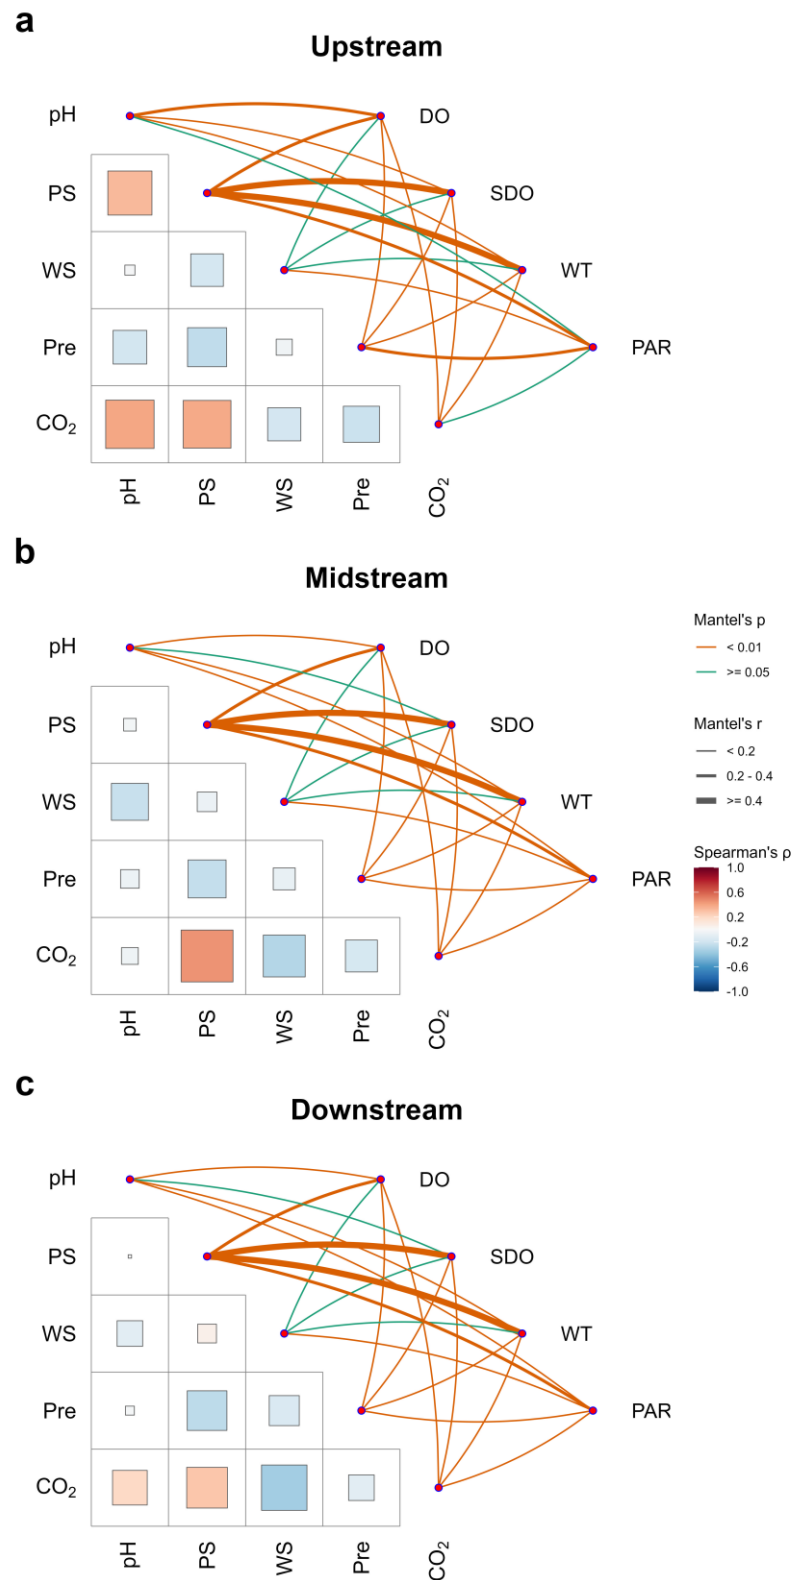 a
Upstream
pH
DO
PS
SDO
WS
WT
Pre
PAR
CO₂
pH
PS
WS
Pre
CO₂
b
Midstream
pH
DO
PS
SDO
WS
WT
Pre
PAR
CO₂
pH
PS
WS
Pre
CO₂
Mantel's p
< 0.01
>= 0.05
Mantel's r
< 0.2
0.2 - 0.4
>= 0.4
Spearman's ρ
1.0
0.6
0.2
-0.2
-0.6
-1.0
c
Downstream
pH
DO
PS
SDO
WS
WT
Pre
PAR
CO₂
pH
PS
WS
Pre
CO₂